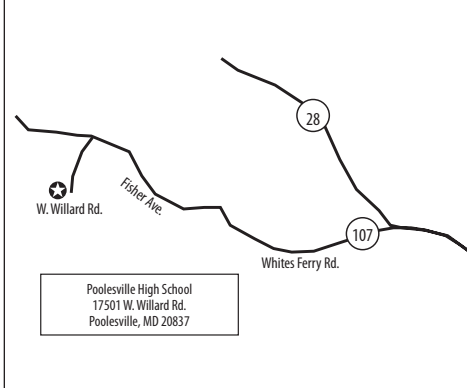 28
Fisher Ave.
W. Willard Rd.
107
Whites Ferry Rd.
Poolesville High School
17501 W. Willard Rd.
Poolesville, MD 20837